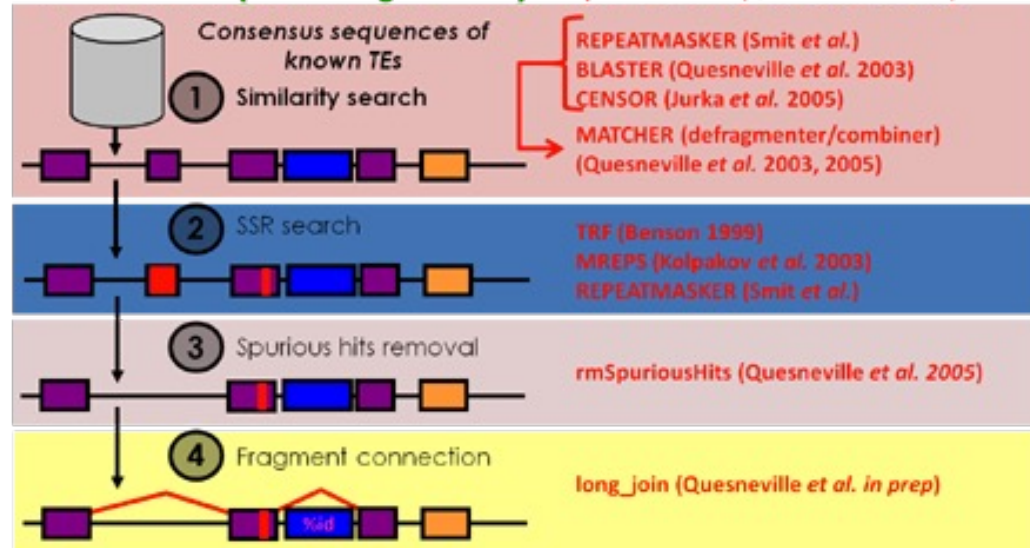 Consensus sequences of
known TEs
1 Similarity search
REPEATMASKER (Smit et al.)
BLASTER (Quesneville et al. 2003)
CENSOR (Jurka et al. 2005)
MATCHER (defragmenter/combiner)
(Quesneville et al. 2003, 2005)
2 SSR search
TRF (Benson 1999)
MREPS (Kolpakov et al. 2003)
REPEATMASKER (Smit et al.)
3 Spurious hits removal
rmSpuriousHits (Quesneville et al. 2005)
4 Fragment connection
long_join (Quesneville et al. in prep)
%id